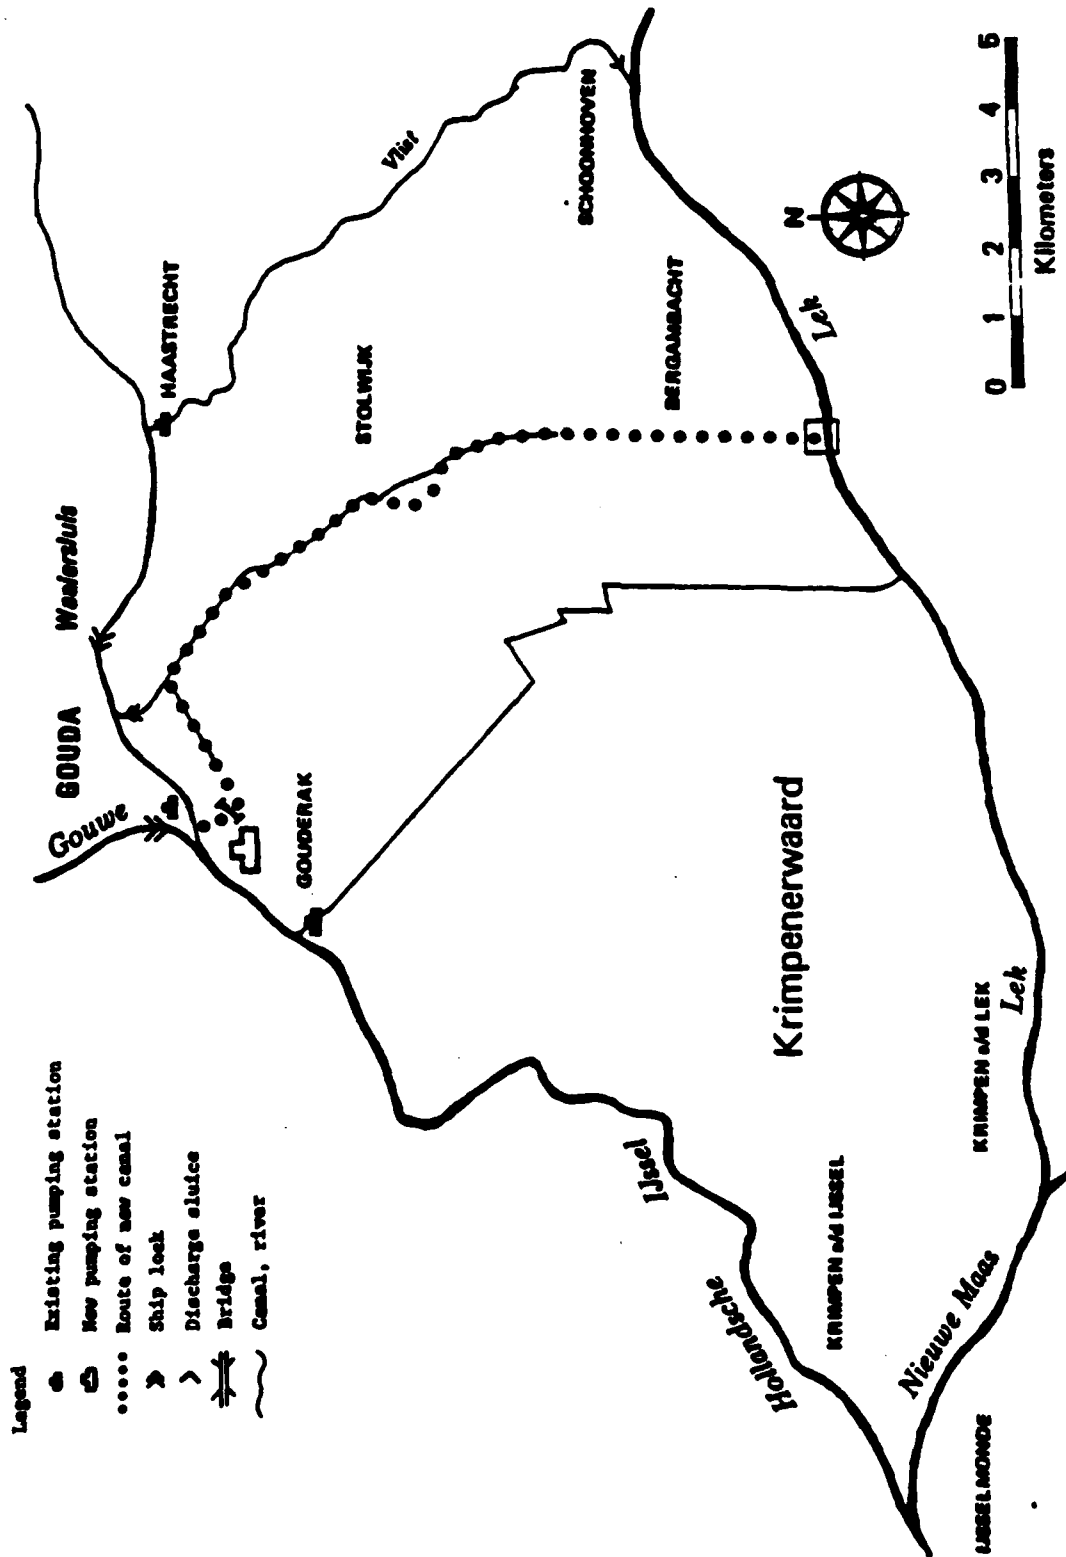 Legend
Existing pumping station
New pumping station
Route of new canal
Ship lock
Discharge sluice
Bridge
Canal, river
Gouwe
GOUDA
Waaiersluis
HAASTRECHT
Vlist
STOLWIJK
GOUDERAK
SCHOONHOVEN
BERGAMBACHT
Lek
N
Krimpenerwaard
Hollandsche
IJssel
KRIMPEN a/d IJSSEL
KRIMPEN a/d LEK
Lek
Nieuwe Maas
IJSSELMONDE
0 1 2 3 4 5
Kilometers